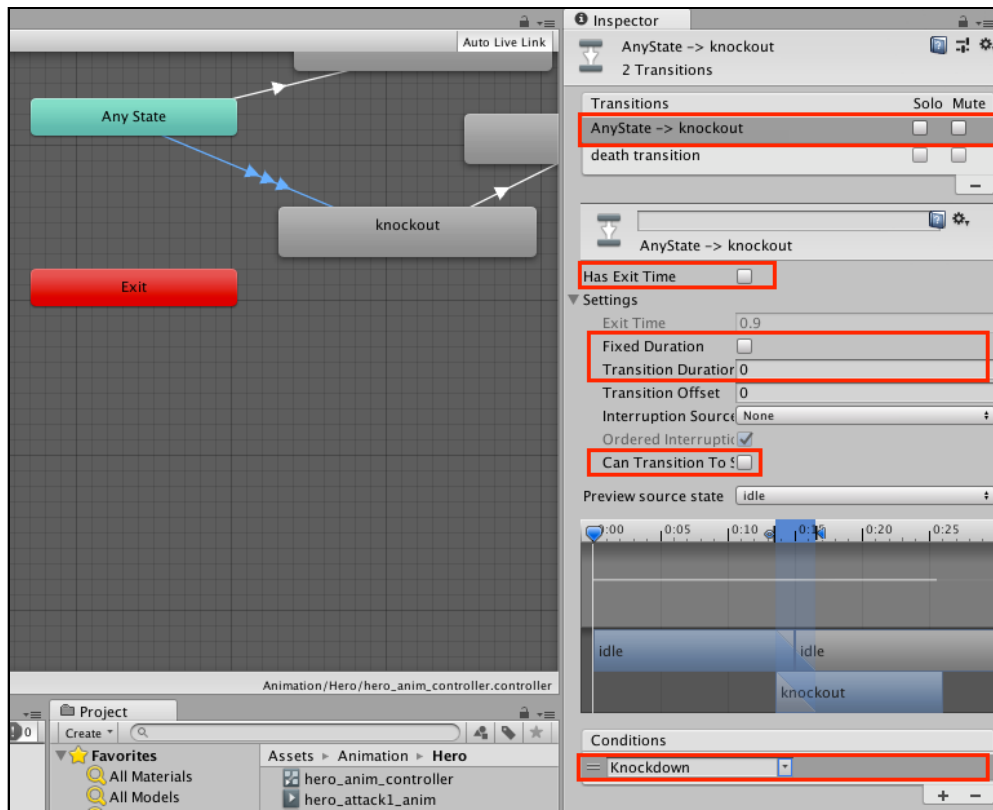 Auto Live Link
Any State
knockout
Exit
Animation/Hero/hero_anim_controller.controller
Inspector
AnyState -> knockout
2 Transitions
Transitions Solo Mute
AnyState -> knockout
death transition
AnyState -> knockout
Has Exit Time
Settings
Exit Time 0.9
Fixed Duration
Transition Duration 0
Transition Offset 0
Interruption Source None
Ordered Interruptic
Can Transition To S
Preview source state idle
0:00 0:05 0:10 0:15 0:20 0:25
idle idle
knockout
Conditions
Knockdown
+ −
0
Project
Create
Favorites
All Materials
All Models
Assets Animation Hero
hero_anim_controller
hero_attack1_anim